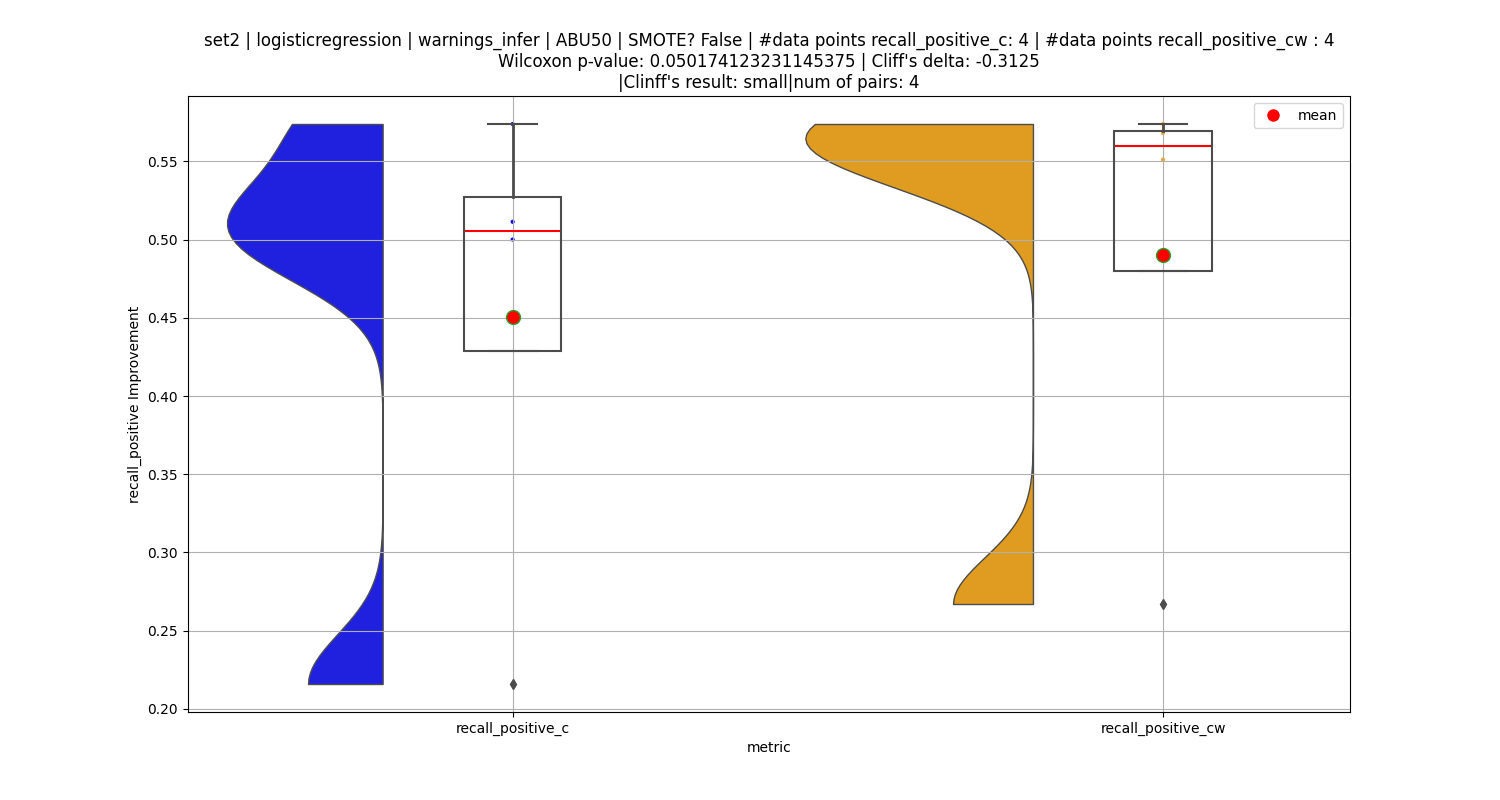 set2 | logisticregression | warnings_infer | ABU50 | SMOTE? False | #data points recall_positive_c: 4 | #data points recall_positive_cw : 4
Wilcoxon p-value: 0.050174123231145375 | Cliff's delta: -0.3125
|Clinff's result: small|num of pairs: 4
mean
0.55
0.50
0.45
0.40
0.35
0.30
0.25
0.20
recall_positive Improvement
recall_positive_c
recall_positive_cw
metric